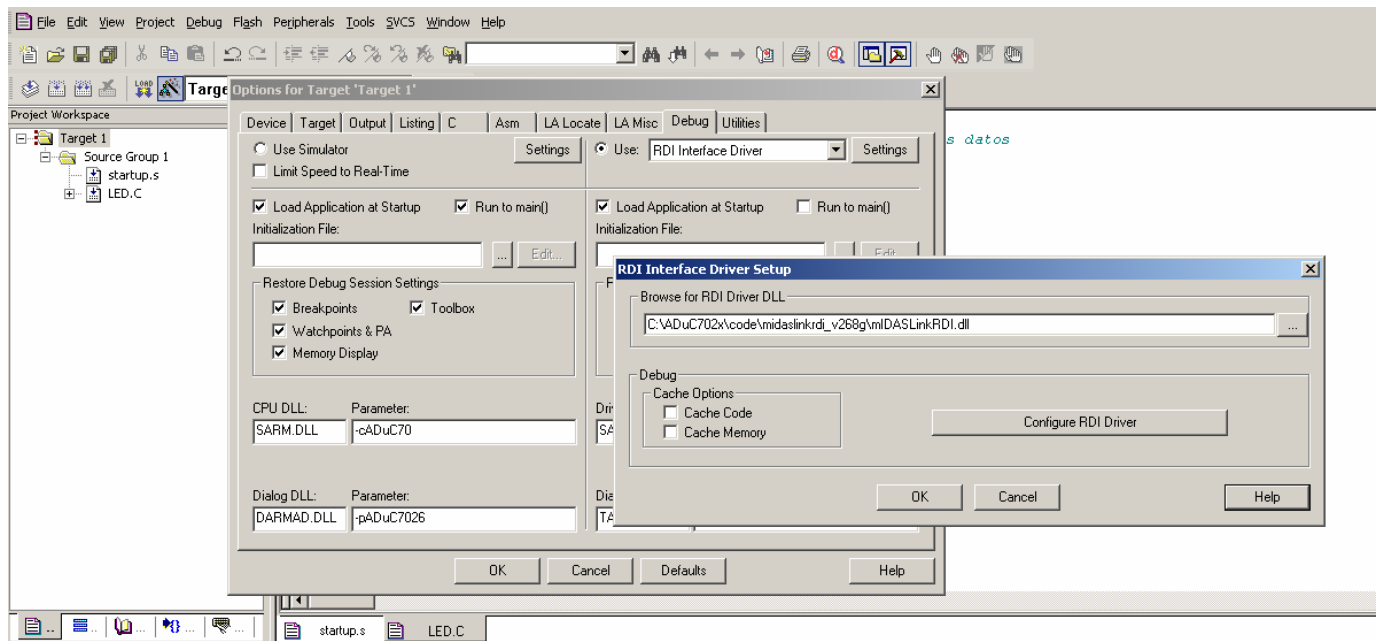 File Edit View Project Debug Flash Peripherals Tools SVCS Window Help
LOAD Targe
Project Workspace
Target 1
Source Group 1
startup.s
LED.C
s datos
Options for Target 'Target 1'
Device Target Output Listing C Asm LA Locate LA Misc Debug Utilities
Use Simulator Settings Use: RDI Interface Driver Settings
Limit Speed to Real-Time
Load Application at Startup Run to main() Load Application at Startup Run to main()
Initialization File: Initialization File:
... Edit... Edit
Restore Debug Session Settings
Breakpoints Toolbox
Watchpoints & PA
Memory Display
CPU DLL: Parameter: Dri
SARM.DLL -cADuC70 SA
Dialog DLL: Parameter: Dia
DARMAD.DLL -pADuC7026 TA
OK Cancel Defaults Help
RDI Interface Driver Setup
Browse for RDI Driver DLL
C:\ADuC702x\code\midaslinkrdi_v268g\mIDASLinkRDI.dll ...
Debug
Cache Options
Cache Code
Cache Memory
Configure RDI Driver
OK Cancel Help
startup.s LED.C